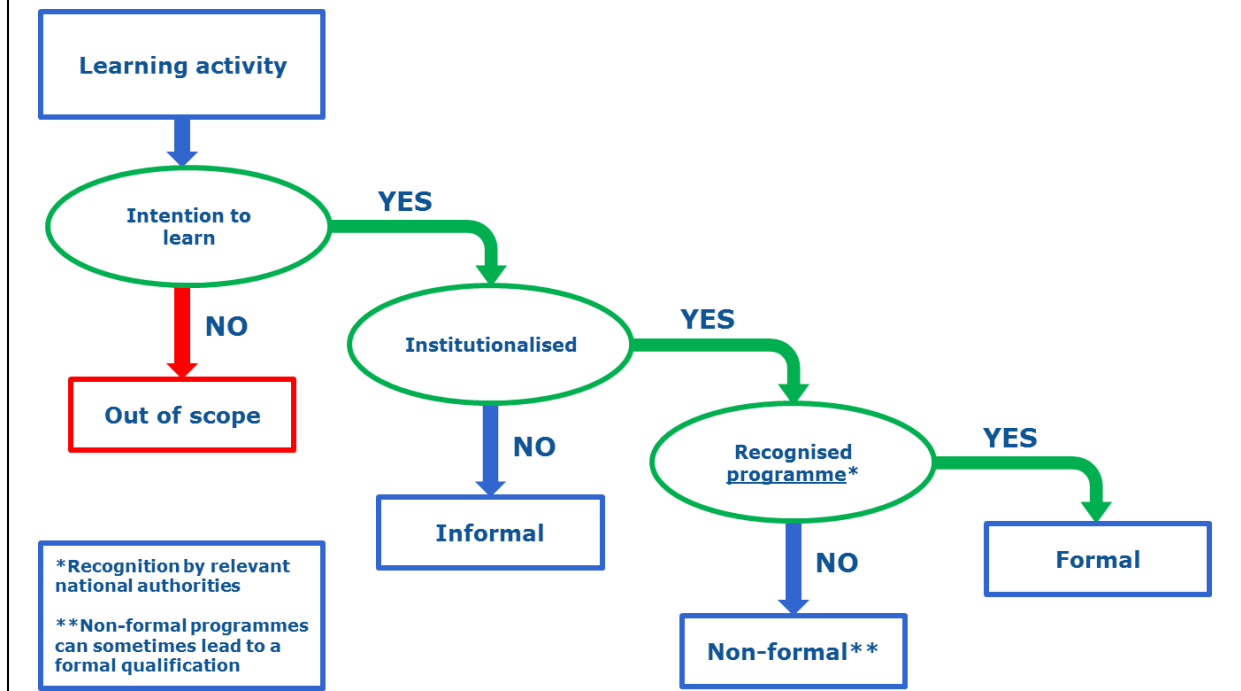 Learning activity
Intention to
learn
YES
NO
Out of scope
Institutionalised
YES
NO
Informal
Recognised
programme*
YES
NO
Formal
Non-formal**
*Recognition by relevant
national authorities
**Non-formal programmes
can sometimes lead to a
formal qualification